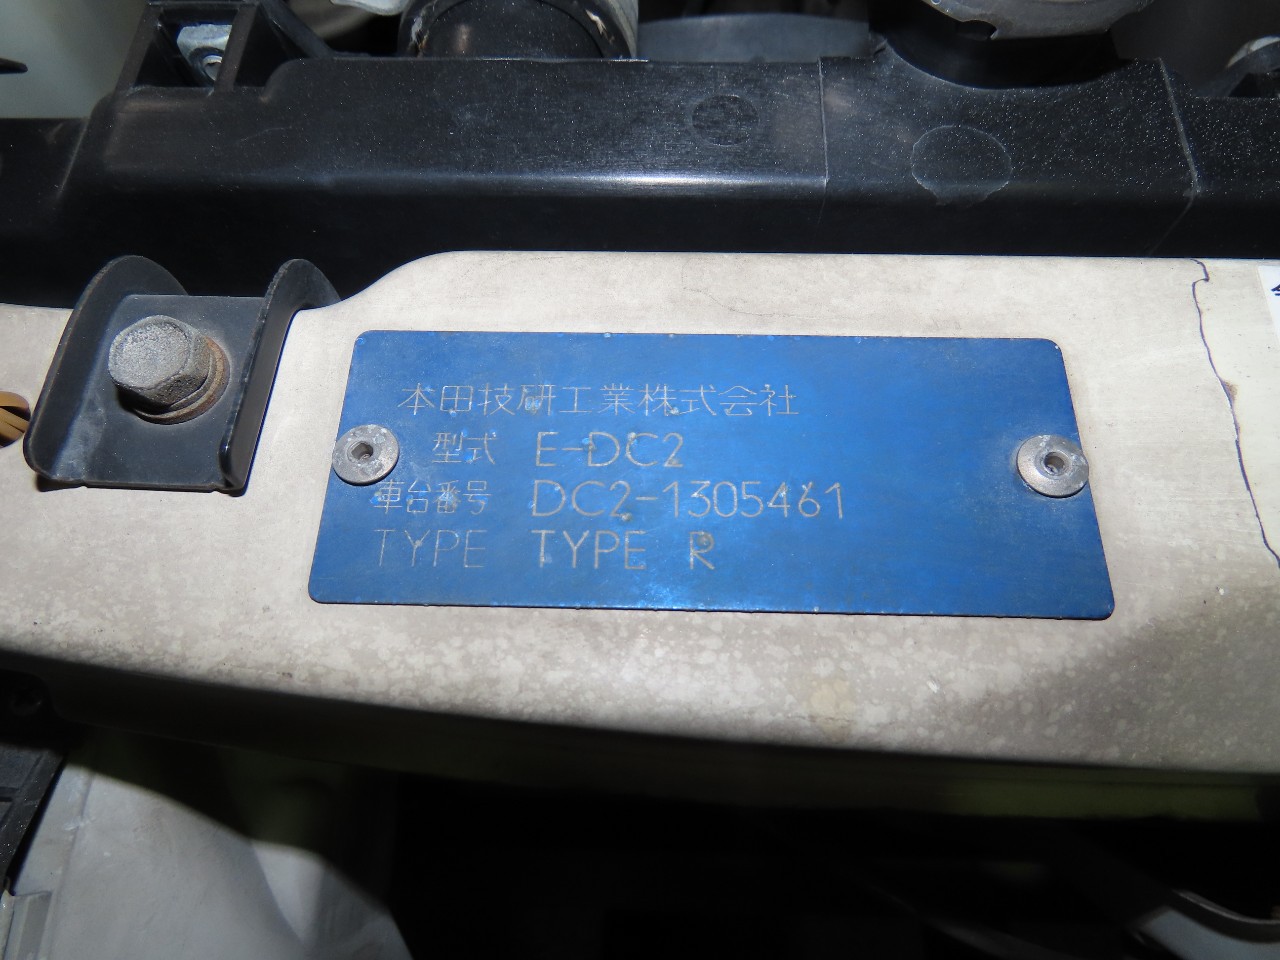 本田技研工業株式会社
型式 E-DC2
車台番号 DC2-1305461
TYPE TYPE R